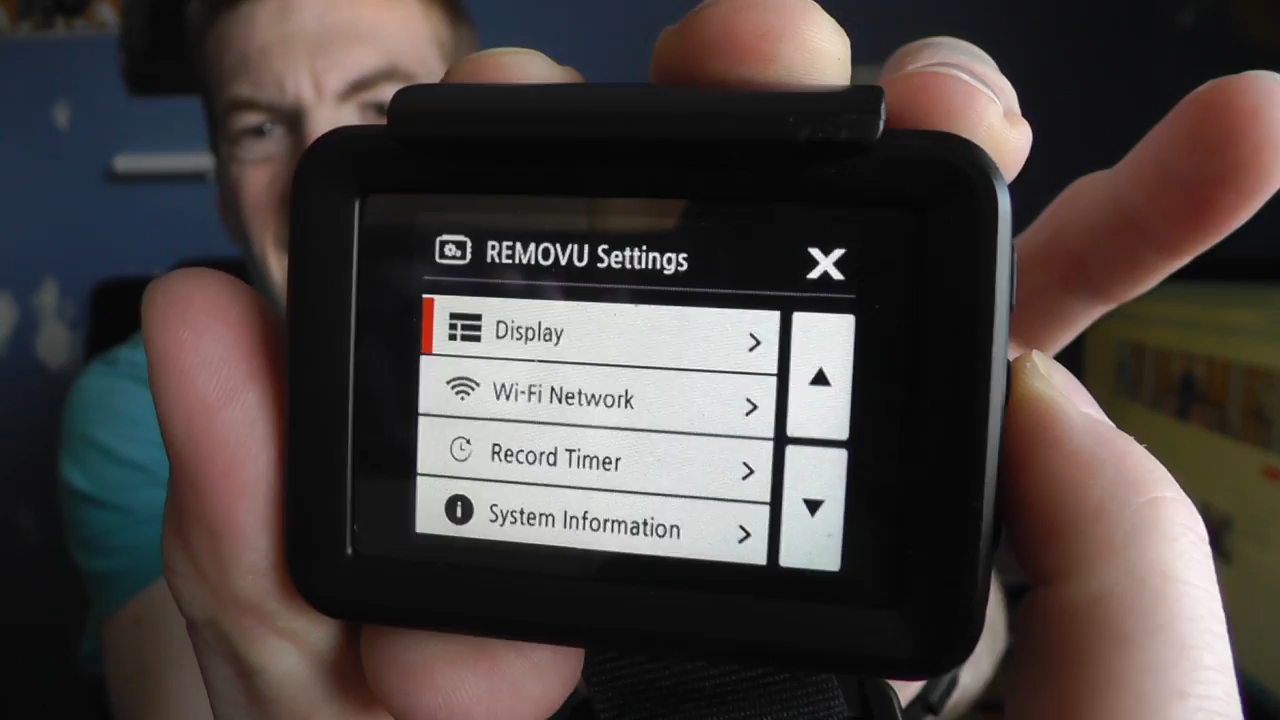 REMOVU Settings
Display
Wi-Fi Network
Record Timer
System Information